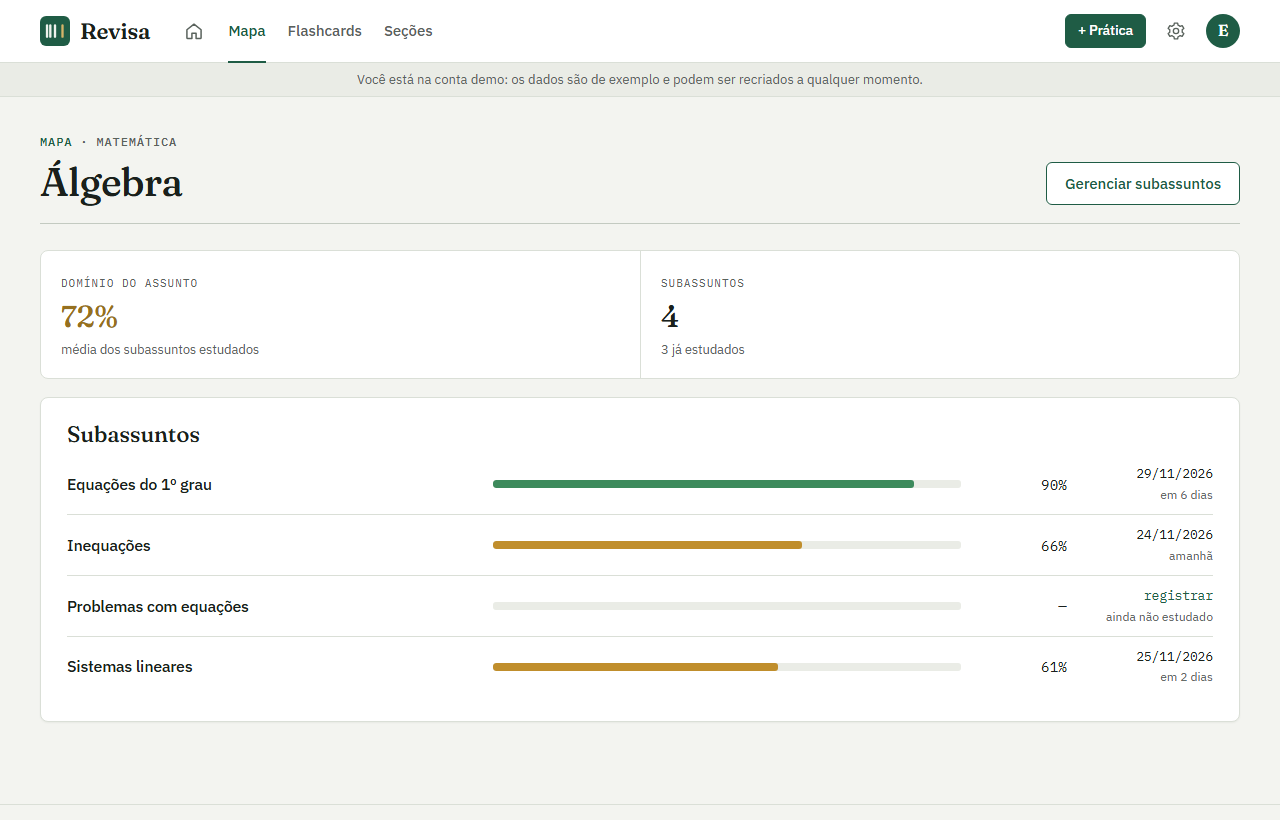 Revisa
Mapa
Flashcards
Seções
+ Prática
E
Você está na conta demo: os dados são de exemplo e podem ser recriados a qualquer momento.
MAPA · MATEMÁTICA
Álgebra
Gerenciar subassuntos
DOMÍNIO DO ASSUNTO
72%
média dos subassuntos estudados
SUBASSUNTOS
4
3 já estudados
Subassuntos
Equações do 1º grau
90%
29/11/2026
em 6 dias
Inequações
66%
24/11/2026
amanhã
Problemas com equações
—
registrar
ainda não estudado
Sistemas lineares
61%
25/11/2026
em 2 dias